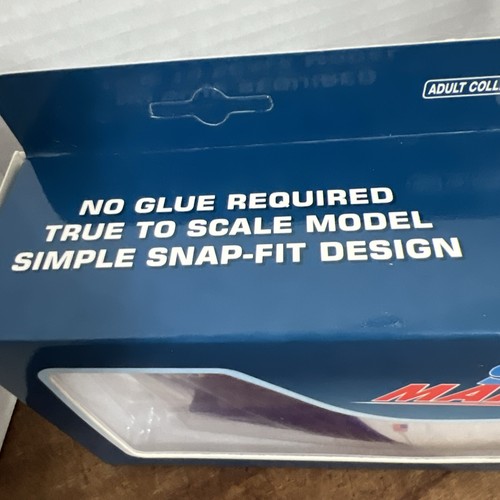 ADULT COLL
NO GLUE REQUIRED
TRUE TO SCALE MODEL
SIMPLE SNAP-FIT DESIGN